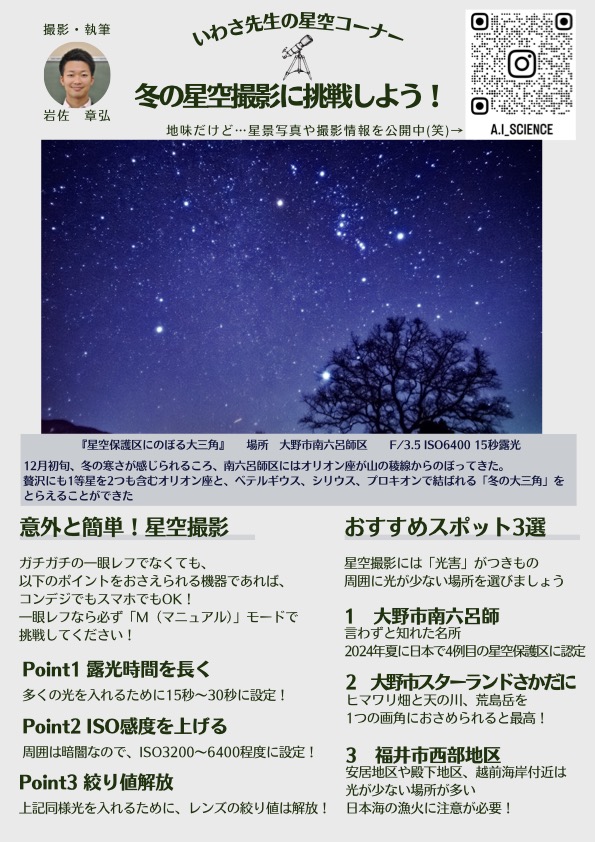 撮影・執筆
岩佐　章弘
いわさ先生の星空コーナー
冬の星空撮影に挑戦しよう！
地味だけど…星景写真や撮影情報を公開中(笑)→
A.I_SCIENCE
『星空保護区にのぼる大三角』　場所　大野市南六呂師区　F/3.5 ISO6400 15秒露光
12月初旬、冬の寒さが感じられるころ、南六呂師区にはオリオン座が山の稜線からのぼってきた。
贅沢にも1等星を2つも含むオリオン座と、ベテルギウス、シリウス、プロキオンで結ばれる「冬の大三角」を
とらえることができた
意外と簡単！星空撮影
ガチガチの一眼レフでなくても、
以下のポイントをおさえられる機器であれば、
コンデジでもスマホでもOK！
一眼レフなら必ず「M（マニュアル）」モードで
挑戦してください！
Point1 露光時間を長く
多くの光を入れるために15秒〜30秒に設定！
Point2 ISO感度を上げる
周囲は暗闇なので、ISO3200〜6400程度に設定！
Point3 絞り値解放
上記同様光を入れるために、レンズの絞り値は解放！
おすすめスポット3選
星空撮影には「光害」がつきもの
周囲に光が少ない場所を選びましょう
1　大野市南六呂師
言わずと知れた名所
2024年夏に日本で4例目の星空保護区に認定
2　大野市スターランドさかだに
ヒマワリ畑と天の川、荒島岳を
1つの画角におさめられると最高！
3　福井市西部地区
安居地区や殿下地区、越前海岸付近は
光が少ない場所が多い
日本海の漁火に注意が必要！